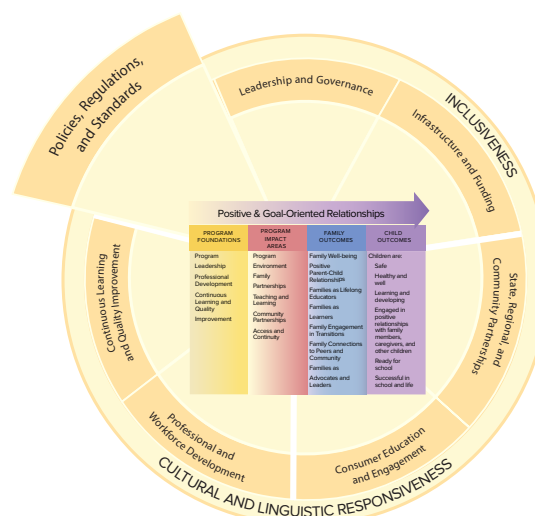 Policies, Regulations,
and Standards
Leadership and Governance
Infrastructure and Funding
INCLUSIVENESS
State, Regional, and
Community Partnerships
Consumer Education
and Engagement
CULTURAL AND LINGUISTIC RESPONSIVENESS
Professional and
Workforce Development
Continuous Learning
and Quality Improvement
Positive & Goal-Oriented Relationships
PROGRAM
FOUNDATIONS
Program
Leadership
Professional
Development
Continuous
Learning and
Quality
Improvement
PROGRAM
IMPACT
AREAS
Program
Environment
Family
Partnerships
Teaching and
Learning
Community
Partnerships
Access and
Continuity
FAMILY
OUTCOMES
Family Well-being
Positive
Parent-Child
Relationships
Families as Lifelong
Educators
Families as
Learners
Family Engagement
in Transitions
Family Connections
to Peers and
Community
Families as
Advocates and
Leaders
CHILD
OUTCOMES
Children are:
Safe
Healthy and
well
Learning and
developing
Engaged in
positive
relationships
with family
members,
caregivers, and
other children
Ready for
school
Successful in
school and life